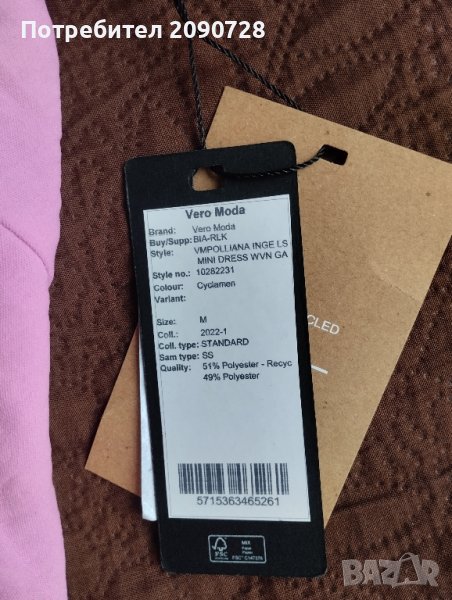 Потребител 2090728
Vero Moda
Brand: Vero Moda
Buy/Supp: BIA-RLK
Style: VMPOLLIANA INGE LS
MINI DRESS WVN GA
Style no.: 10282231
Colour: Cyclamen
Variant:
Size: M
Coll.: 2022-1
Coll. type: STANDARD
Sam type: SS
Quality: 51% Polyester - Recyc
49% Polyester
5715363465261
FSC
MIX
CLED
BAZAR